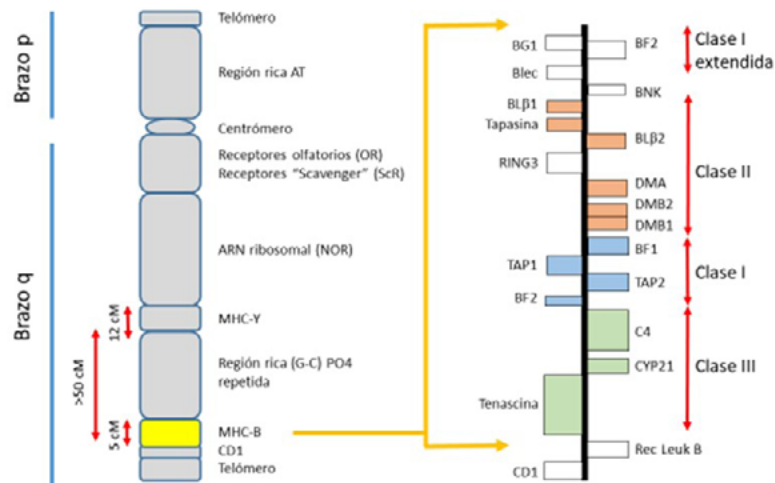 Brazo p
Brazo q
Telómero
Región rica AT
Centrómero
Receptores olfatorios (OR)
Receptores “Scavenger” (ScR)
ARN ribosomal (NOR)
MHC-Y
Región rica (G-C) PO4
repetida
MHC-B
CD1
Telómero
12 cM
>50 cM
5 cM
BG1
Blec
BLβ1
Tapasina
RING3
TAP1
BF2
Tenascina
CD1
BF2
BNK
BLβ2
DMA
DMB2
DMB1
BF1
TAP2
C4
CYP21
Rec Leuk B
Clase I
extendida
Clase II
Clase I
Clase III